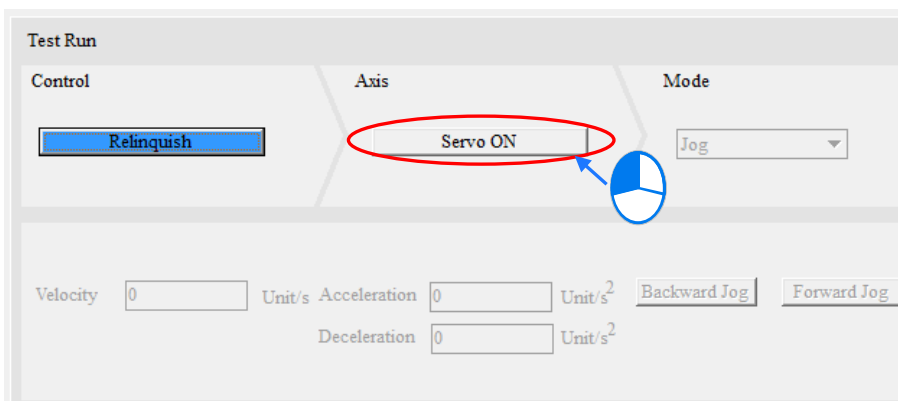 Test Run
Control Axis Mode
Relinquish Servo ON Jog
Velocity 0 Unit/s Acceleration 0 Unit/s2 Backward Jog Forward Jog
Deceleration 0 Unit/s2